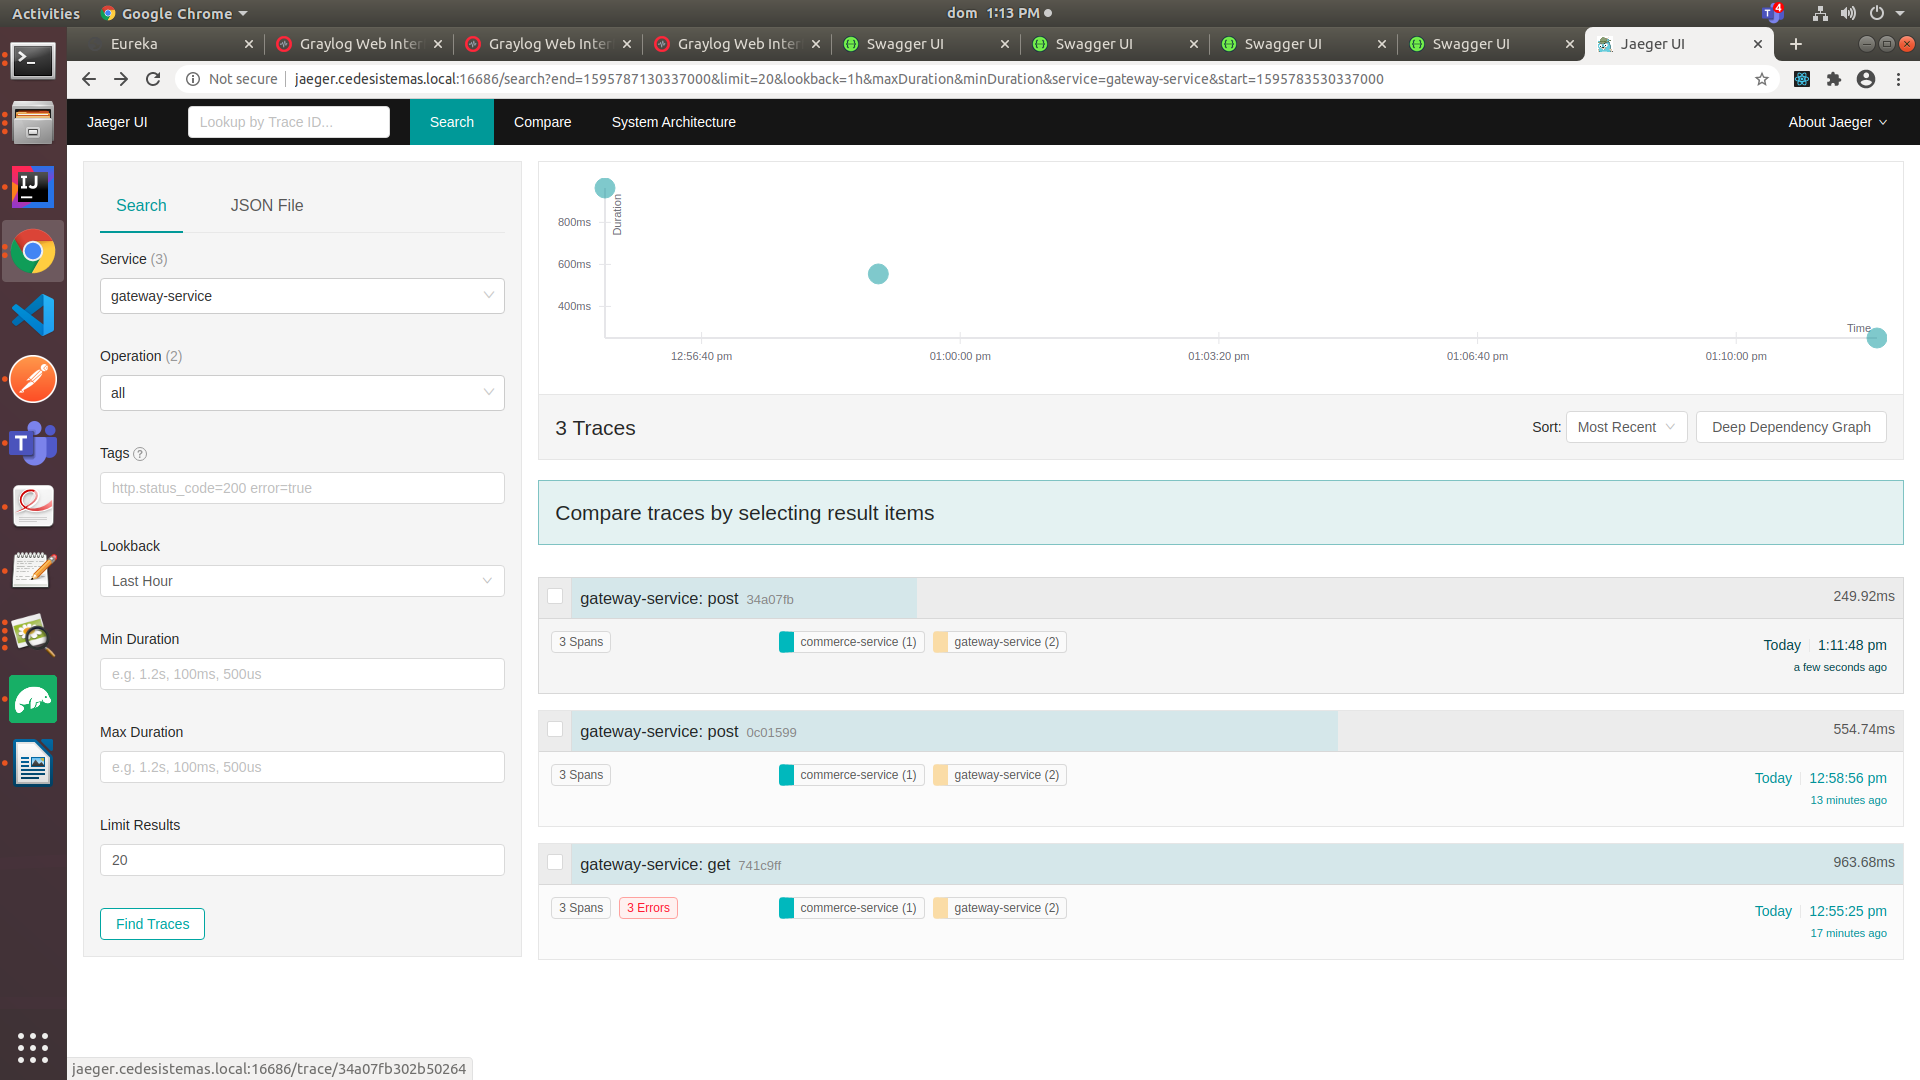 Activities Google Chrome dom 1:13 PM 4
Eureka Graylog Web Inter Graylog Web Inter Graylog Web Inter Swagger UI Swagger UI Swagger UI Swagger UI Jaeger UI
Not secure jaeger.cedesistemas.local:16686/search?end=1595787130337000&limit=20&lookback=1h&maxDuration&minDuration&service=gateway-service&start=1595783530337000
Jaeger UI Lookup by Trace ID... Search Compare System Architecture About Jaeger
Search JSON File
Service (3)
gateway-service
Operation (2)
all
Tags ?
http.status_code=200 error=true
Lookback
Last Hour
Min Duration
e.g. 1.2s, 100ms, 500us
Max Duration
e.g. 1.2s, 100ms, 500us
Limit Results
20
Find Traces
Duration
800ms
600ms
400ms
Time
12:56:40 pm 01:00:00 pm 01:03:20 pm 01:06:40 pm 01:10:00 pm
3 Traces Sort: Most Recent Deep Dependency Graph
Compare traces by selecting result items
gateway-service: post 34a07fb 249.92ms
3 Spans commerce-service (1) gateway-service (2) Today 1:11:48 pm
a few seconds ago
gateway-service: post 0c01599 554.74ms
3 Spans commerce-service (1) gateway-service (2) Today 12:58:56 pm
13 minutes ago
gateway-service: get 741c9ff 963.68ms
3 Spans 3 Errors commerce-service (1) gateway-service (2) Today 12:55:25 pm
17 minutes ago
jaeger.cedesistemas.local:16686/trace/34a07fb302b50264